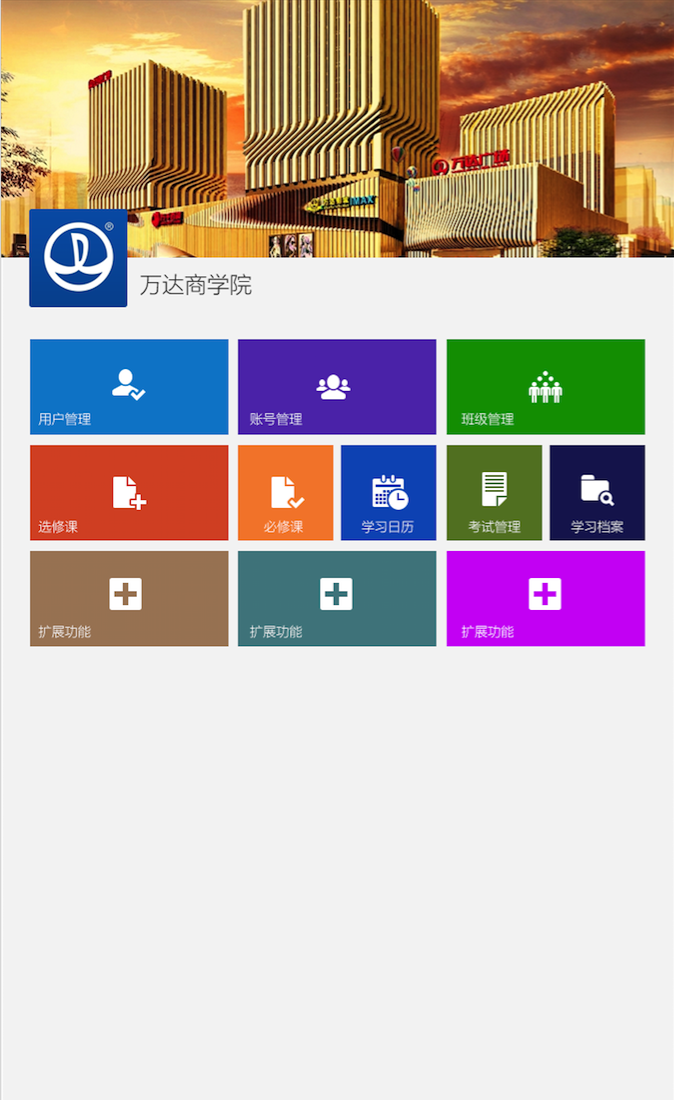 万达广场
IMAX
®
万达商学院
用户管理
账号管理
班级管理
选修课
必修课
学习日历
考试管理
学习档案
扩展功能
扩展功能
扩展功能